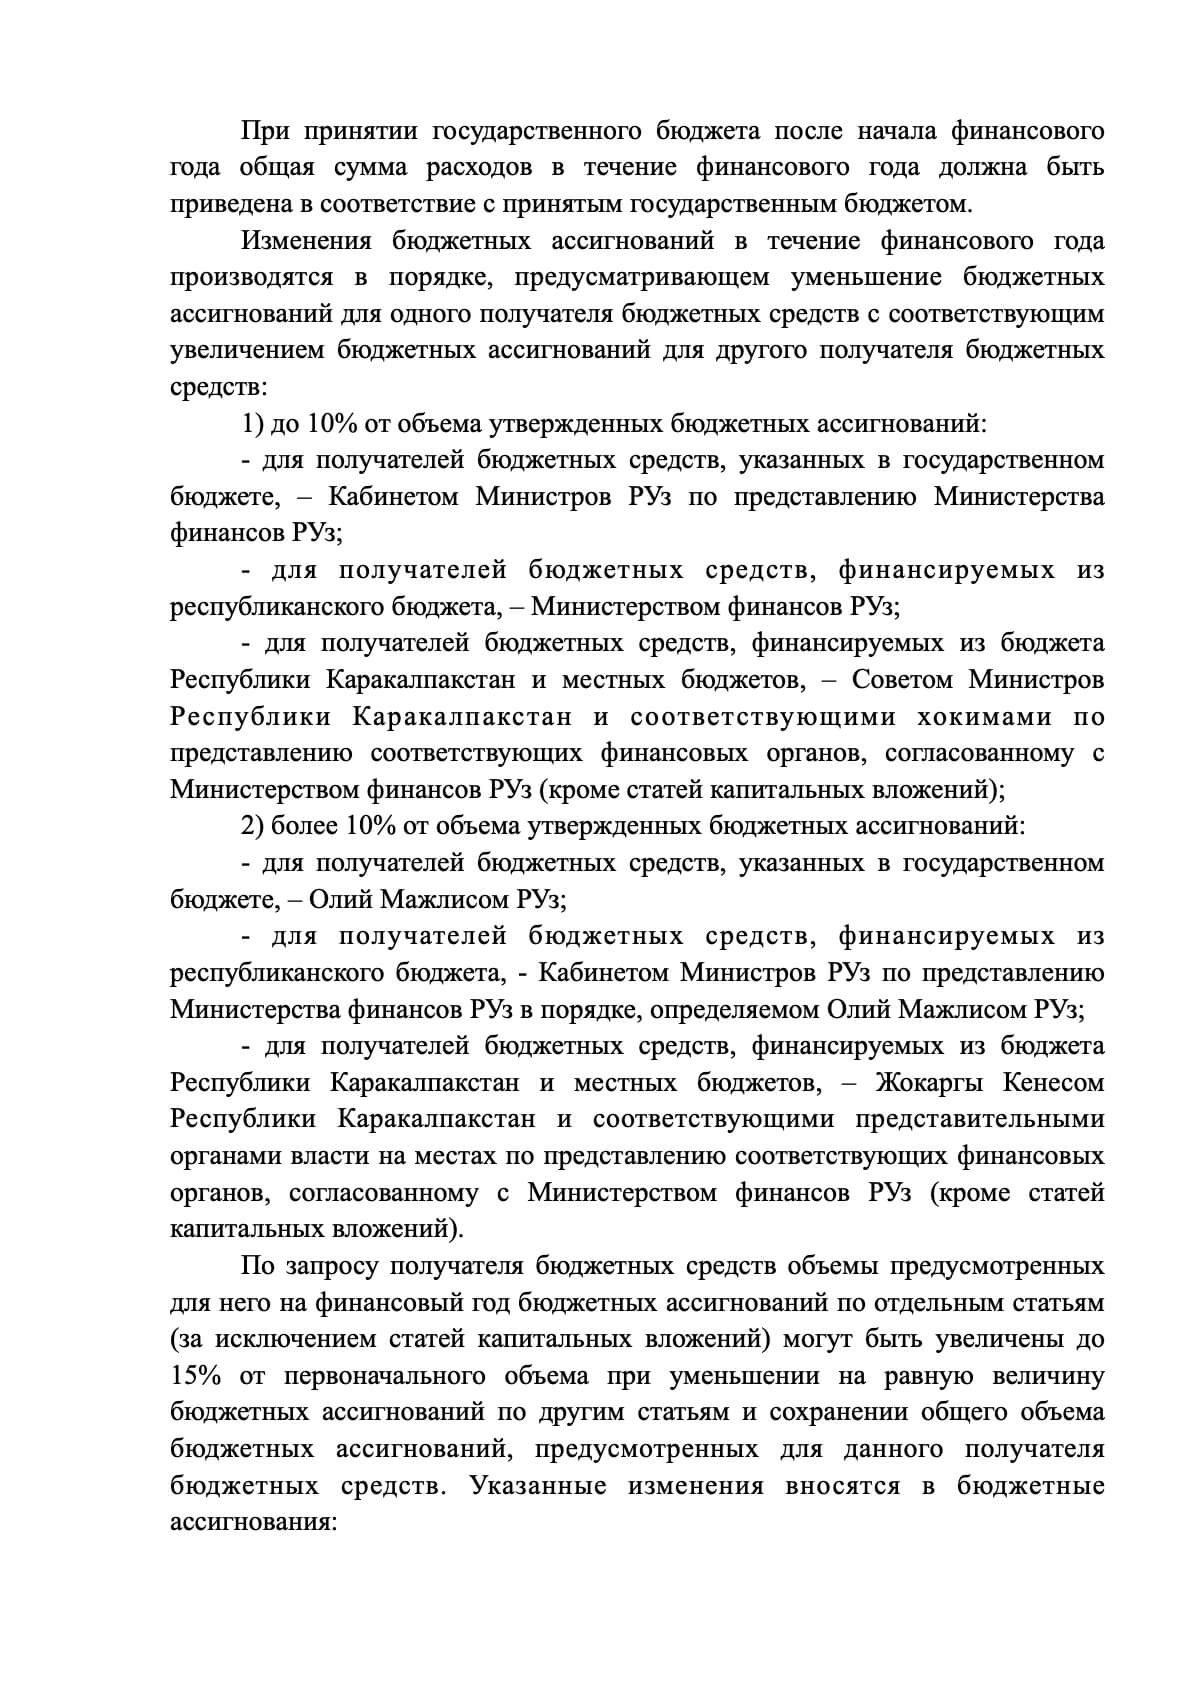 При принятии государственного бюджета после начала финансового
года общая сумма расходов в течение финансового года должна быть
приведена в соответствие с принятым государственным бюджетом.
Изменения бюджетных ассигнований в течение финансового года
производятся в порядке, предусматривающем уменьшение бюджетных
ассигнований для одного получателя бюджетных средств с соответствующим
увеличением бюджетных ассигнований для другого получателя бюджетных
средств:
1) до 10% от объема утвержденных бюджетных ассигнований:
- для получателей бюджетных средств, указанных в государственном
бюджете, – Кабинетом Министров РУз по представлению Министерства
финансов РУз;
- для получателей бюджетных средств, финансируемых из
республиканского бюджета, – Министерством финансов РУз;
- для получателей бюджетных средств, финансируемых из бюджета
Республики Каракалпакстан и местных бюджетов, – Советом Министров
Республики Каракалпакстан и соответствующими хокимами по
представлению соответствующих финансовых органов, согласованному с
Министерством финансов РУз (кроме статей капитальных вложений);
2) более 10% от объема утвержденных бюджетных ассигнований:
- для получателей бюджетных средств, указанных в государственном
бюджете, – Олий Мажлисом РУз;
- для получателей бюджетных средств, финансируемых из
республиканского бюджета, - Кабинетом Министров РУз по представлению
Министерства финансов РУз в порядке, определяемом Олий Мажлисом РУз;
- для получателей бюджетных средств, финансируемых из бюджета
Республики Каракалпакстан и местных бюджетов, – Жокаргы Кенесом
Республики Каракалпакстан и соответствующими представительными
органами власти на местах по представлению соответствующих финансовых
органов, согласованному с Министерством финансов РУз (кроме статей
капитальных вложений).
По запросу получателя бюджетных средств объемы предусмотренных
для него на финансовый год бюджетных ассигнований по отдельным статьям
(за исключением статей капитальных вложений) могут быть увеличены до
15% от первоначального объема при уменьшении на равную величину
бюджетных ассигнований по другим статьям и сохранении общего объема
бюджетных ассигнований, предусмотренных для данного получателя
бюджетных средств. Указанные изменения вносятся в бюджетные
ассигнования: